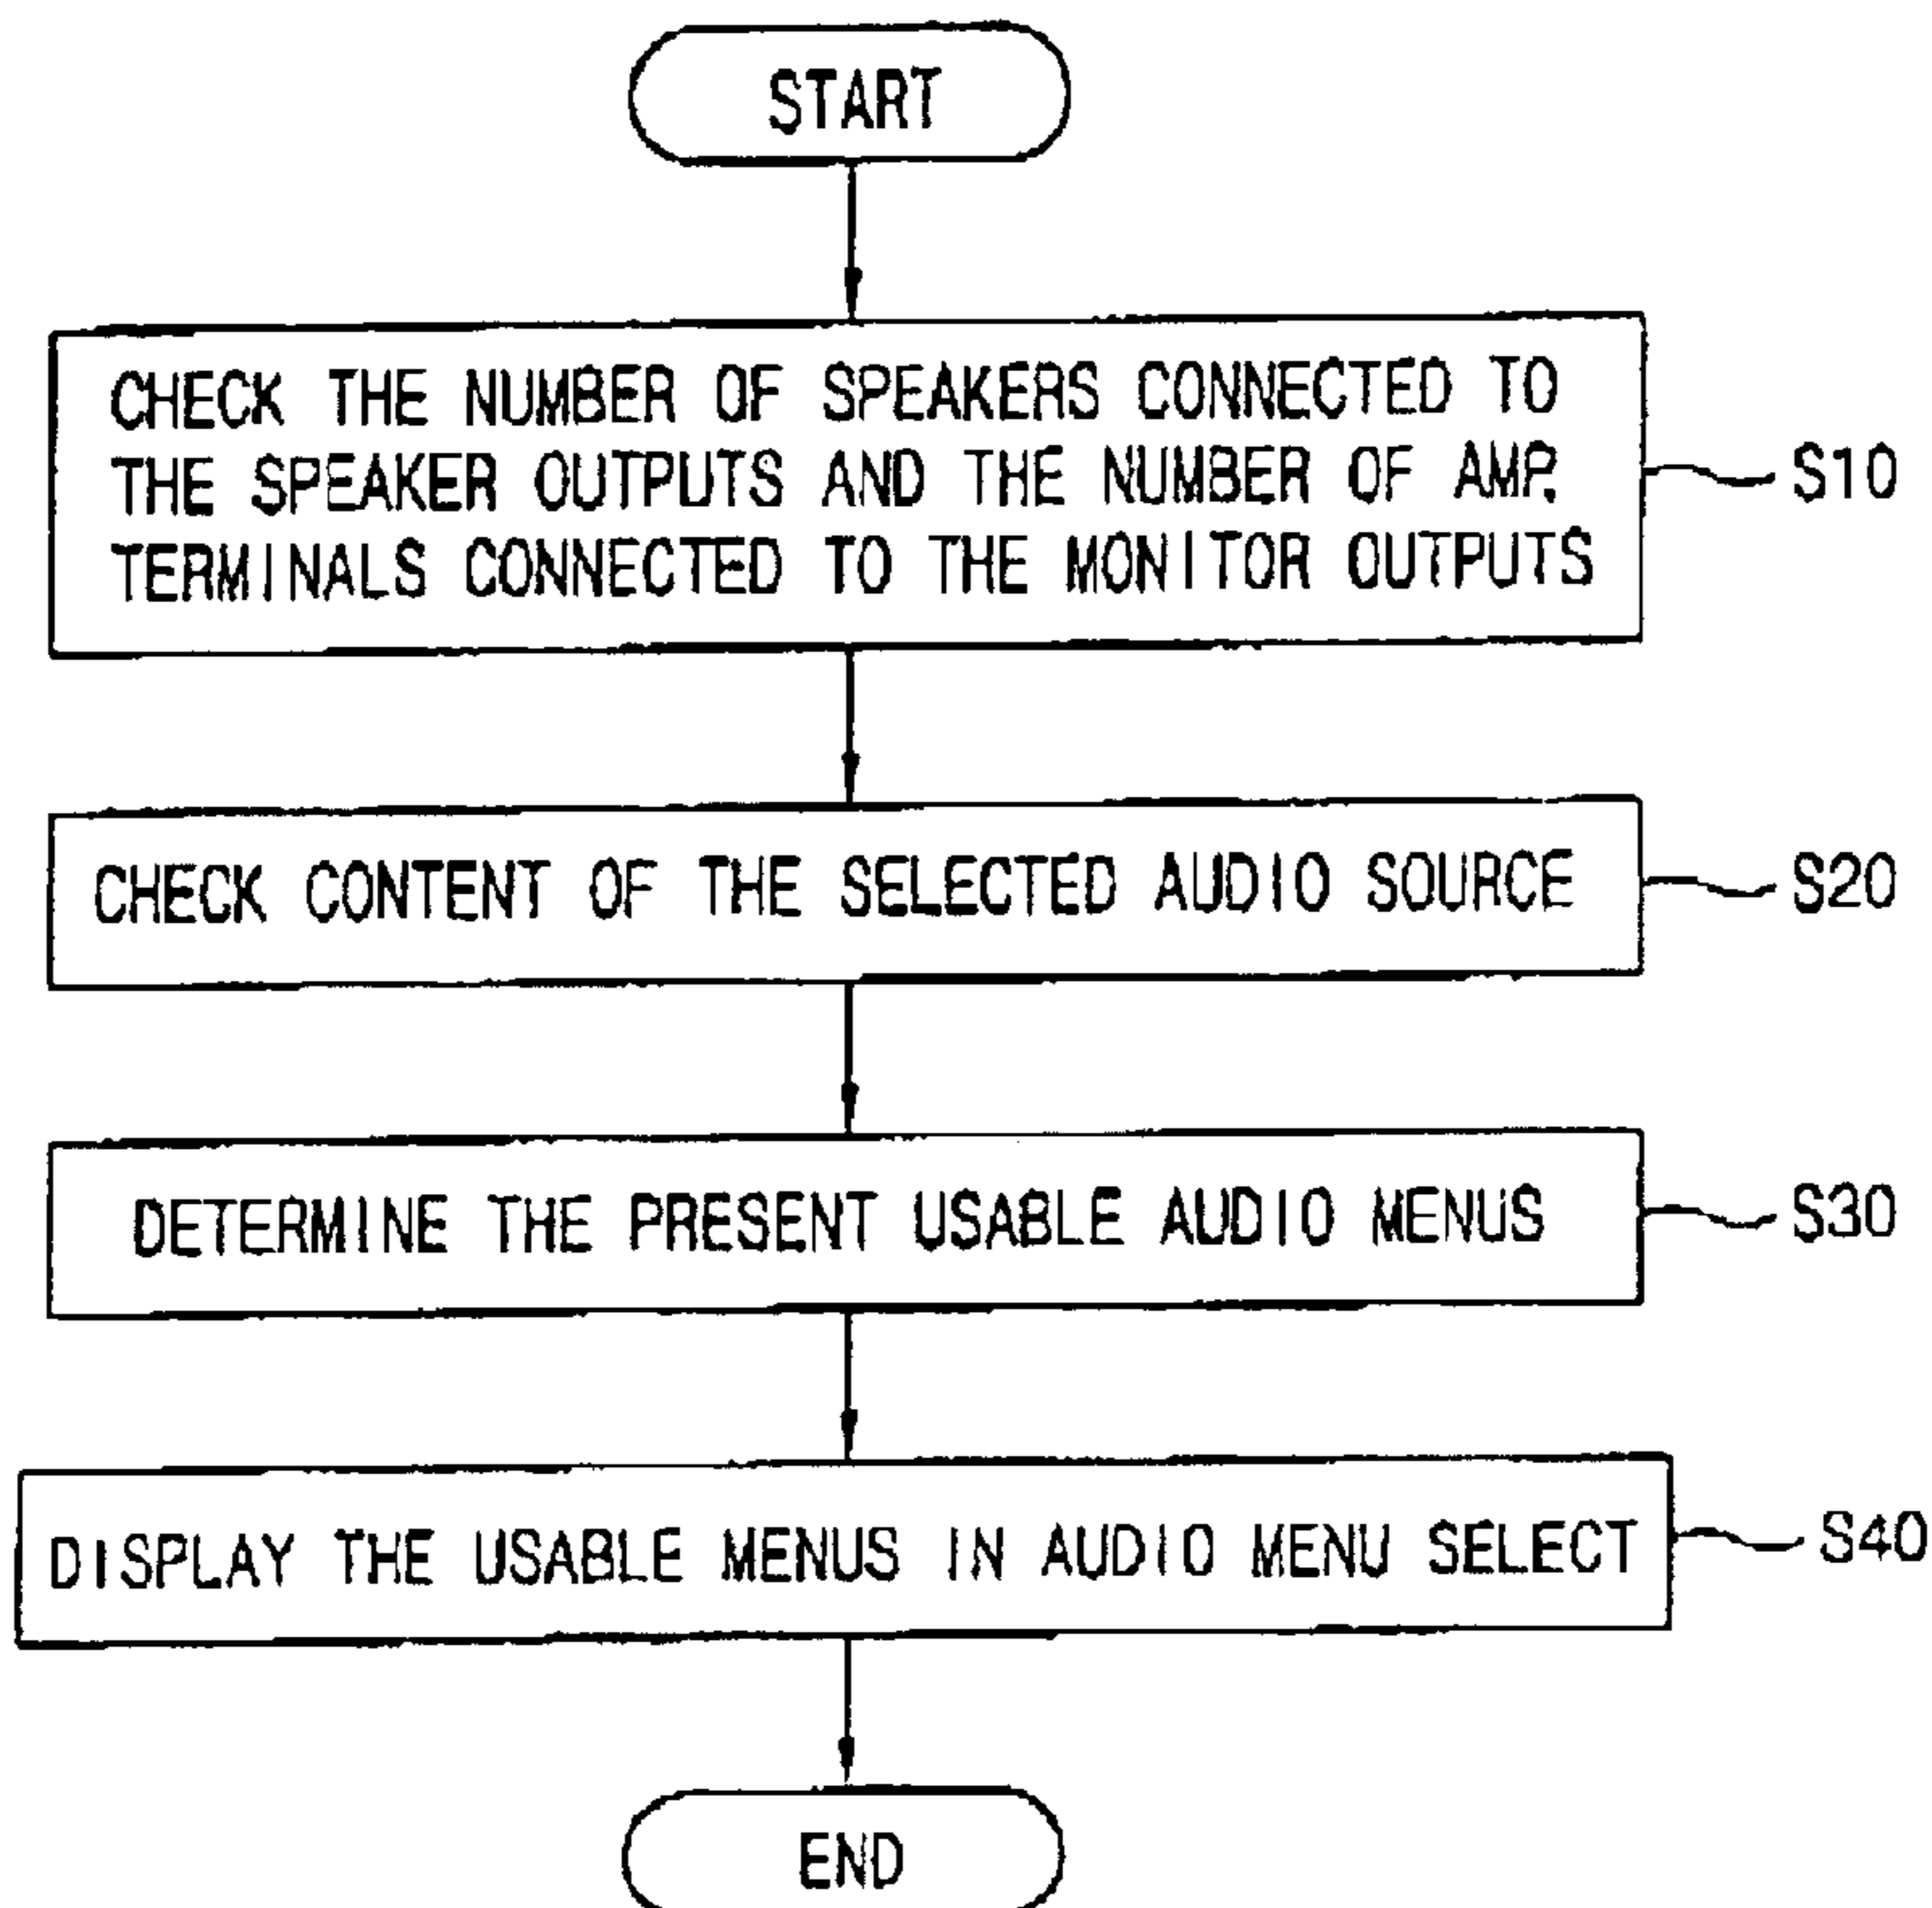 START
CHECK THE NUMBER OF SPEAKERS CONNECTED TO
THE SPEAKER OUTPUTS AND THE NUMBER OF AMP.
TERMINALS CONNECTED TO THE MONITOR OUTPUTS
S10
CHECK CONTENT OF THE SELECTED AUDIO SOURCE
S20
DETERMINE THE PRESENT USABLE AUDIO MENUS
S30
DISPLAY THE USABLE MENUS IN AUDIO MENU SELECT
S40
END